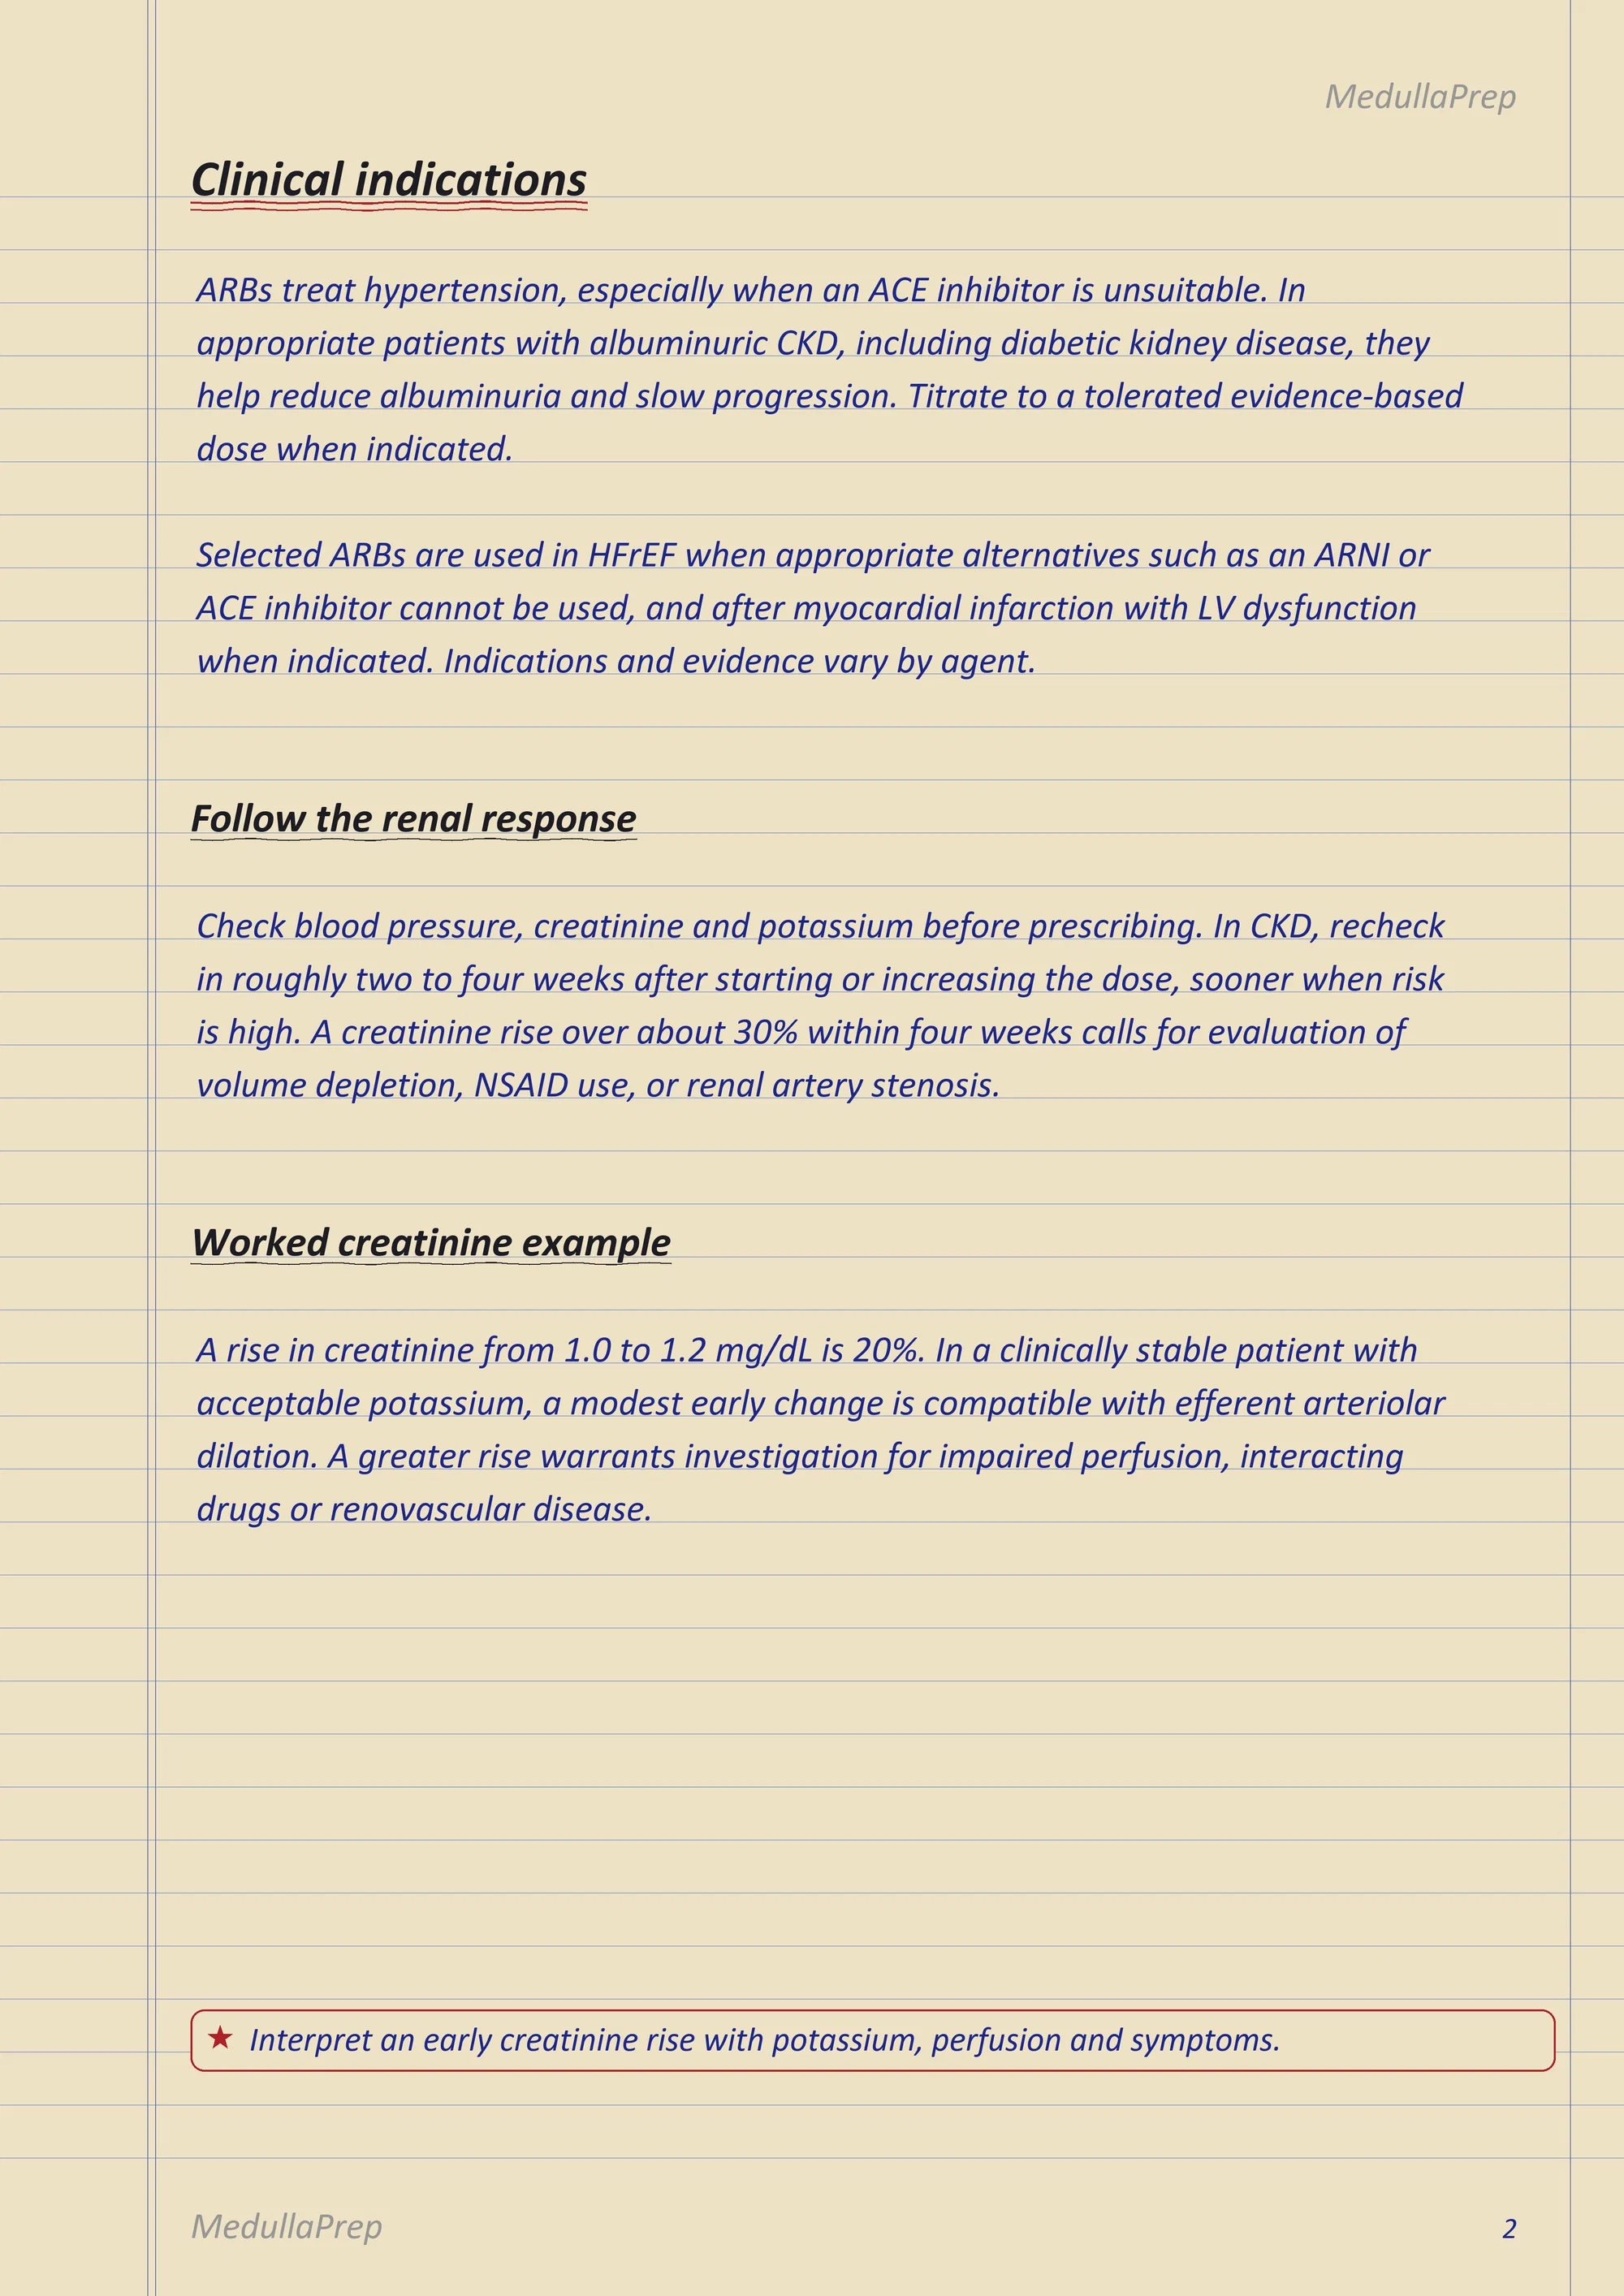 MedullaPrep
Clinical indications
ARBs treat hypertension, especially when an ACE inhibitor is unsuitable. In
appropriate patients with albuminuric CKD, including diabetic kidney disease, they
help reduce albuminuria and slow progression. Titrate to a tolerated evidence-based
dose when indicated.
Selected ARBs are used in HFrEF when appropriate alternatives such as an ARNI or
ACE inhibitor cannot be used, and after myocardial infarction with LV dysfunction
when indicated. Indications and evidence vary by agent.
Follow the renal response
Check blood pressure, creatinine and potassium before prescribing. In CKD, recheck
in roughly two to four weeks after starting or increasing the dose, sooner when risk
is high. A creatinine rise over about 30% within four weeks calls for evaluation of
volume depletion, NSAID use, or renal artery stenosis.
Worked creatinine example
A rise in creatinine from 1.0 to 1.2 mg/dL is 20%. In a clinically stable patient with
acceptable potassium, a modest early change is compatible with efferent arteriolar
dilation. A greater rise warrants investigation for impaired perfusion, interacting
drugs or renovascular disease.
★ Interpret an early creatinine rise with potassium, perfusion and symptoms.
MedullaPrep
2